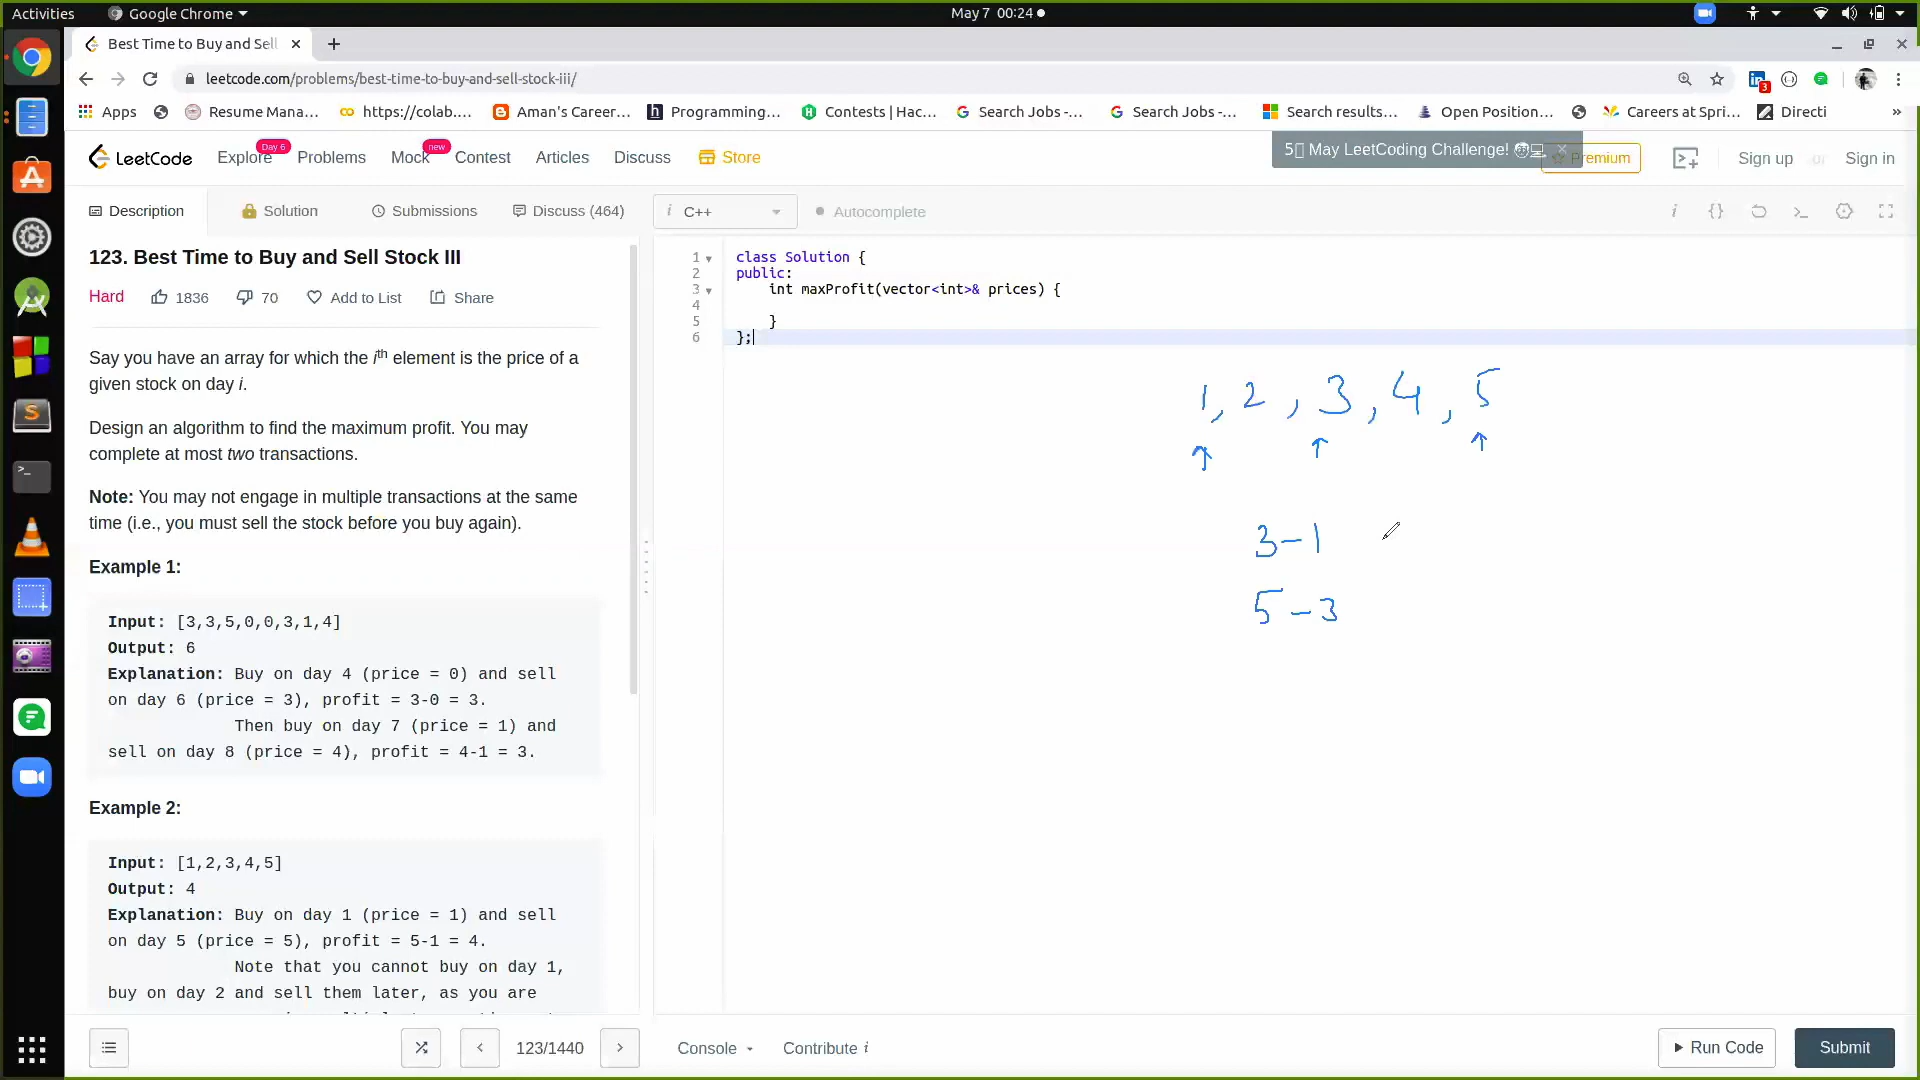 Activities
Google Chrome
May 7 00:24
Best Time to Buy and Sell
leetcode.com/problems/best-time-to-buy-and-sell-stock-iii/
3
Apps
Resume Mana...
https://colab....
Aman's Career...
Programming...
Contests | Hac...
Search Jobs -...
Search Jobs -...
Search results...
Open Position...
Careers at Spri...
Directi
»
LeetCode
Explore
Day 6
Problems
Mock
new
Contest
Articles
Discuss
Store
May LeetCoding Challenge!
Premium
Sign up
or
Sign in
Description
Solution
Submissions
Discuss (464)
i C++
Autocomplete
123. Best Time to Buy and Sell Stock III
Hard
1836
70
Add to List
Share
Say you have an array for which the ith element is the price of a
given stock on day i.
Design an algorithm to find the maximum profit. You may
complete at most two transactions.
Note: You may not engage in multiple transactions at the same
time (i.e., you must sell the stock before you buy again).
Example 1:
Input: [3,3,5,0,0,3,1,4]
Output: 6
Explanation: Buy on day 4 (price = 0) and sell
on day 6 (price = 3), profit = 3-0 = 3.
Then buy on day 7 (price = 1) and
sell on day 8 (price = 4), profit = 4-1 = 3.
Example 2:
Input: [1,2,3,4,5]
Output: 4
Explanation: Buy on day 1 (price = 1) and sell
on day 5 (price = 5), profit = 5-1 = 4.
Note that you cannot buy on day 1,
buy on day 2 and sell them later, as you are
1 class Solution {
2 public:
3 int maxProfit(vector<int>& prices) {
4
5 }
6 };
1, 2 , 3 , 4 , 5
3-1
5-3
123/1440
Console
Contribute i
Run Code
Submit